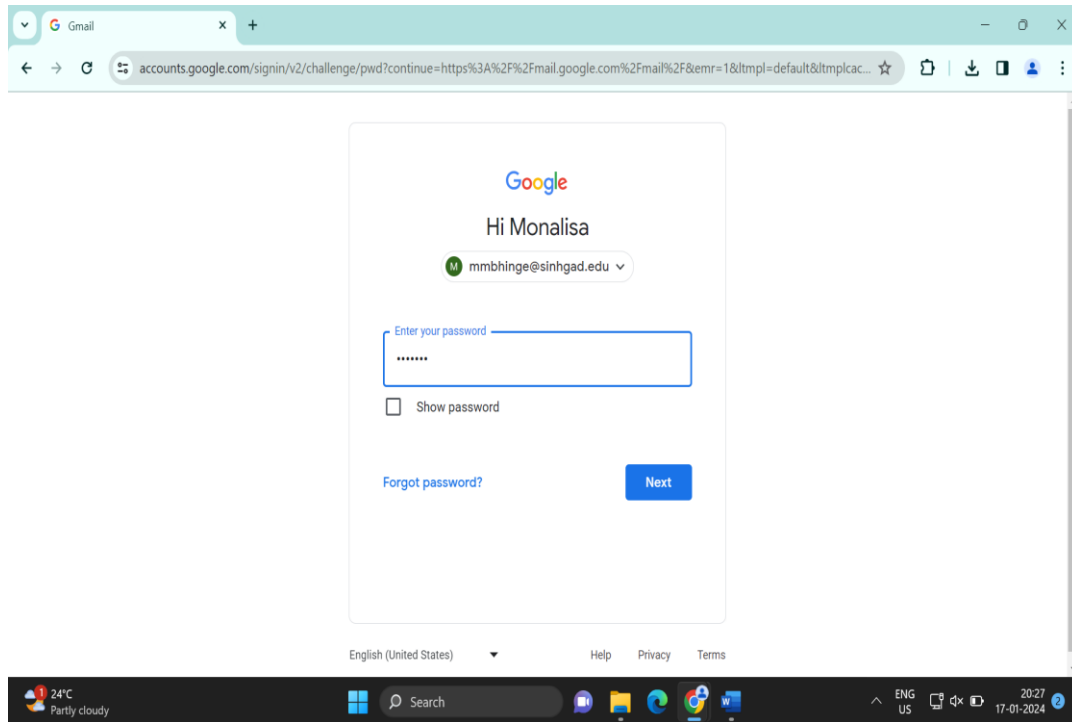 Gmail
accounts.google.com/signin/v2/challenge/pwd?continue=https%3A%2F%2Fmail.google.com%2Fmail%2F&emr=1&ltmpl=default&ltmplcac...
Google
Hi Monalisa
M mmbhinge@sinhgad.edu
Enter your password
•••••••
Show password
Forgot password? Next
English (United States) Help Privacy Terms
1 24°C
Partly cloudy
Search
ENG
US
20:27
17-01-2024
2